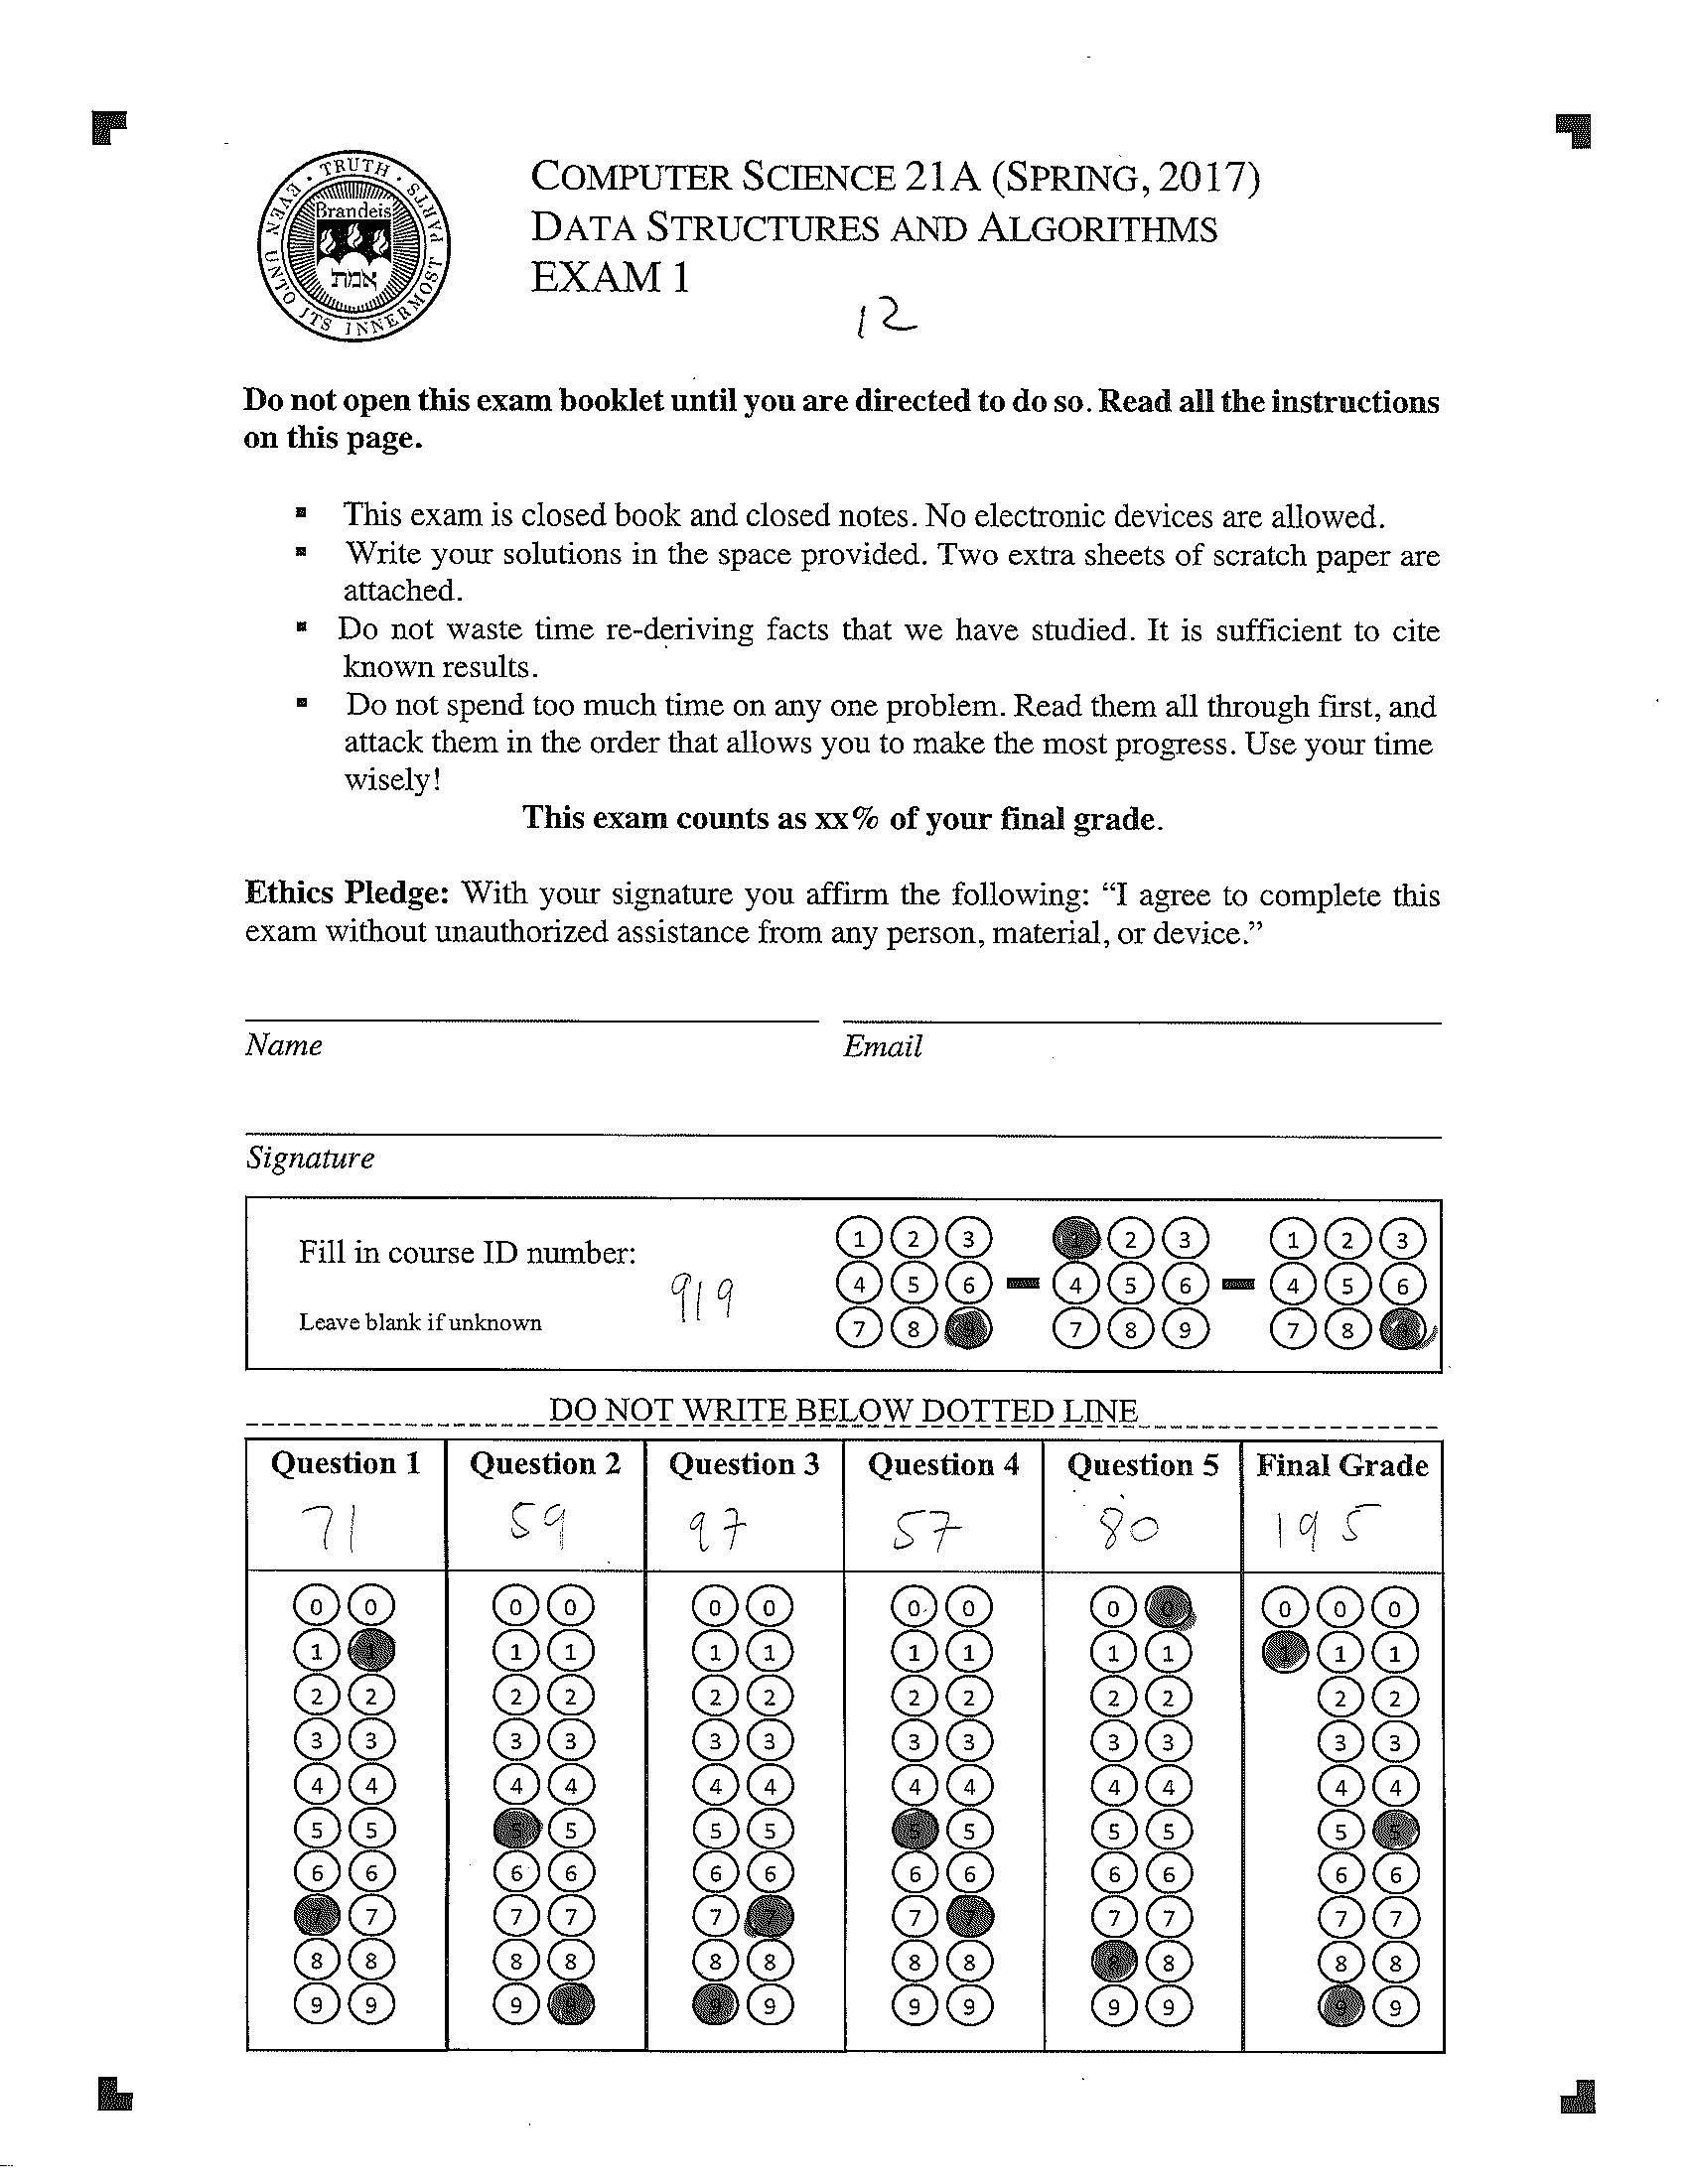 TRUTH · EVEN UNTO ITS INNERMOST PARTS ·
Brandeis
אמת
COMPUTER SCIENCE 21A (SPRING, 2017)
DATA STRUCTURES AND ALGORITHMS
EXAM 1
12
Do not open this exam booklet until you are directed to do so. Read all the instructions
on this page.
▪ This exam is closed book and closed notes. No electronic devices are allowed.
▪ Write your solutions in the space provided. Two extra sheets of scratch paper are
attached.
▪ Do not waste time re-deriving facts that we have studied. It is sufficient to cite
known results.
▪ Do not spend too much time on any one problem. Read them all through first, and
attack them in the order that allows you to make the most progress. Use your time
wisely!
This exam counts as xx% of your final grade.
Ethics Pledge: With your signature you affirm the following: “I agree to complete this
exam without unauthorized assistance from any person, material, or device.”
Name Email
Signature
1 2 3 1 2 3 1 2 3
Fill in course ID number:
919
4 5 6 - 4 5 6 - 4 5 6
Leave blank if unknown
7 8 9 7 8 9 7 8 9
DO NOT WRITE BELOW DOTTED LINE
Question 1 Question 2 Question 3 Question 4 Question 5 Final Grade
71 59 97 57 80 195
0 0 0 0 0 0 0 0 0 0 0 0 0
1 1 1 1 1 1 1 1 1 1 1 1 1
2 2 2 2 2 2 2 2 2 2 2 2
3 3 3 3 3 3 3 3 3 3 3 3
4 4 4 4 4 4 4 4 4 4 4 4
5 5 5 5 5 5 5 5 5 5 5 5
6 6 6 6 6 6 6 6 6 6 6 6
7 7 7 7 7 7 7 7 7 7 7 7
8 8 8 8 8 8 8 8 8 8 8 8
9 9 9 9 9 9 9 9 9 9 9 9